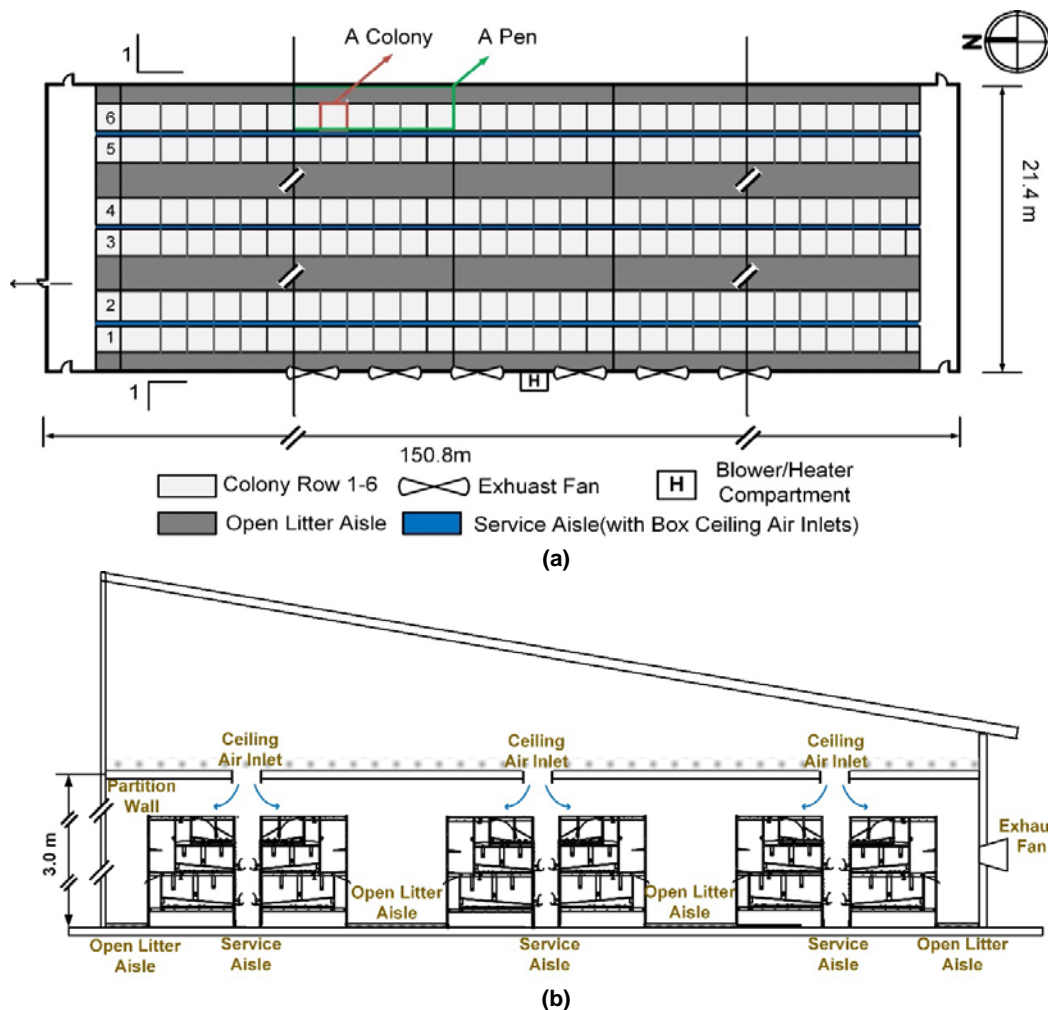 N
A Colony
A Pen
1
6
5
4
3
2
1
1
H
21.4 m
150.8m
Colony Row 1-6
Exhuast Fan
H
Blower/Heater
Compartment
Open Litter Aisle
Service Aisle(with Box Ceiling Air Inlets)
(a)
Ceiling
Air Inlet
Ceiling
Air Inlet
Ceiling
Air Inlet
Partition
Wall
3.0 m
Exhau
Fan
Open Litter
Aisle
Open Litter
Aisle
Open Litter
Aisle
Service
Aisle
Service
Aisle
Service
Aisle
Open Litter
Aisle
(b)